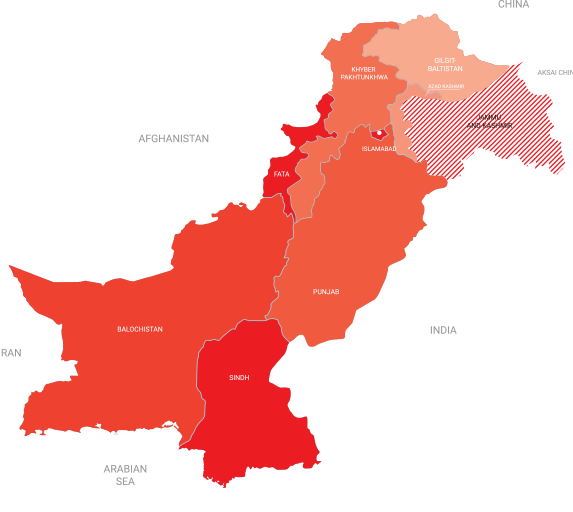 CHINA
GILGIT-
BALTISTAN
KHYBER
PAKHTUNKHWA
AKSAI CHIN
AZAD KASHMIR
JAMMU
AND KASHMIR
AFGHANISTAN
ISLAMABAD
FATA
PUNJAB
BALOCHISTAN
INDIA
RAN
SINDH
ARABIAN
SEA